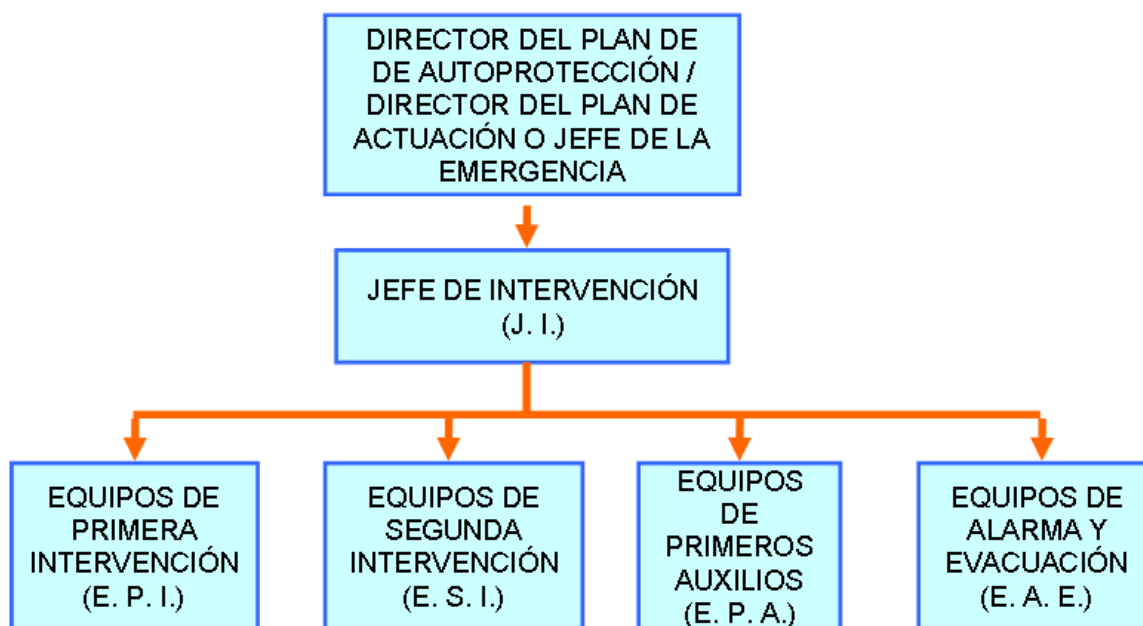 DIRECTOR DEL PLAN DE
DE AUTOPROTECCIÓN /
DIRECTOR DEL PLAN DE
ACTUACIÓN O JEFE DE LA
EMERGENCIA
JEFE DE INTERVENCIÓN
(J. I.)
EQUIPOS DE
PRIMERA
INTERVENCIÓN
(E. P. I.)
EQUIPOS DE
SEGUNDA
INTERVENCIÓN
(E. S. I.)
EQUIPOS
DE
PRIMEROS
AUXILIOS
(E. P. A.)
EQUIPOS DE
ALARMA Y
EVACUACIÓN
(E. A. E.)